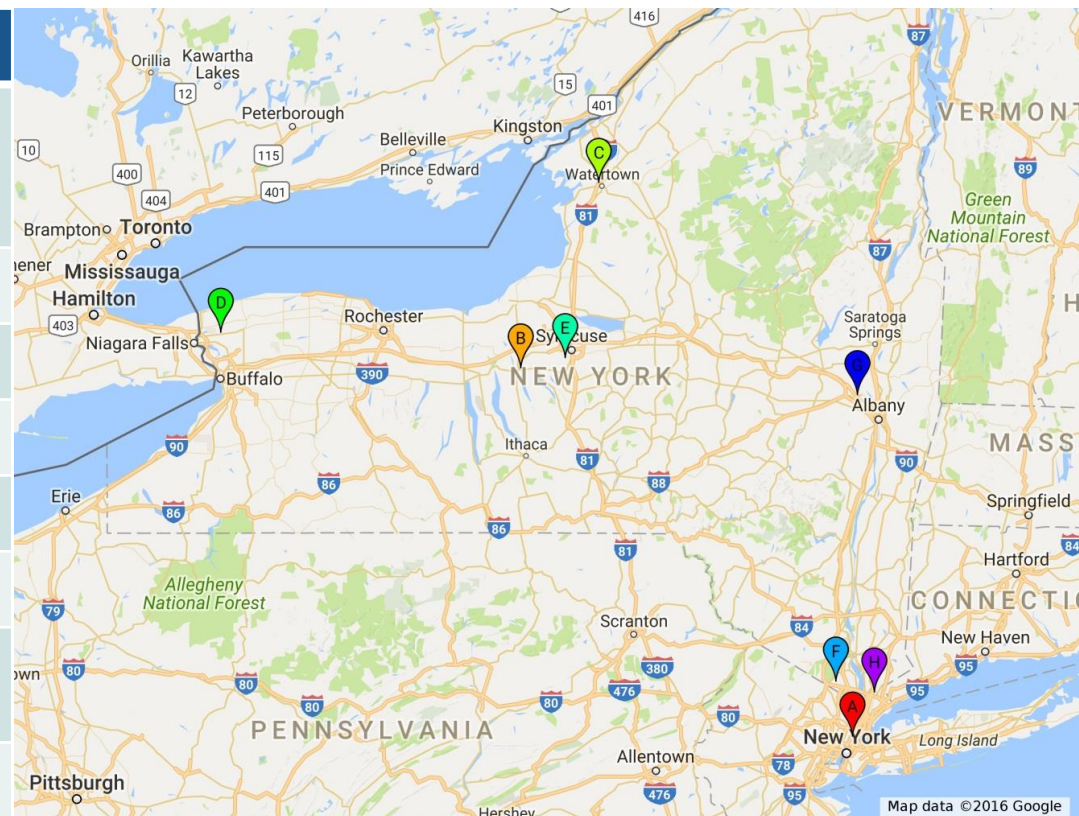 416
87
Orillia
Kawartha
Lakes
15
12
401
VERMONT
Peterborough
Kingston
Belleville
10
115
C
Prince Edward
400
401
Watertown
89
404
81
Green
Mountain
National Forest
Brampton
Toronto
87
Mississauga
Hamilton
D
Rochester
Saratoga
Springs
403
Niagara Falls
B
E
Syracuse
G
390
NEW YORK
Buffalo
Albany
90
Ithaca
81
90
MASS
86
88
Erie
86
86
Springfield
81
84
Hartford
Allegheny
National Forest
CONNECTIC
79
Scranton
84
New Haven
80
380
F
H
95
80
476
95
80
80
80
A
PENNSYLVANIA
New York
Long Island
Allentown
78
Pittsburgh
476
95
Hershey
Map data ©2016 Google